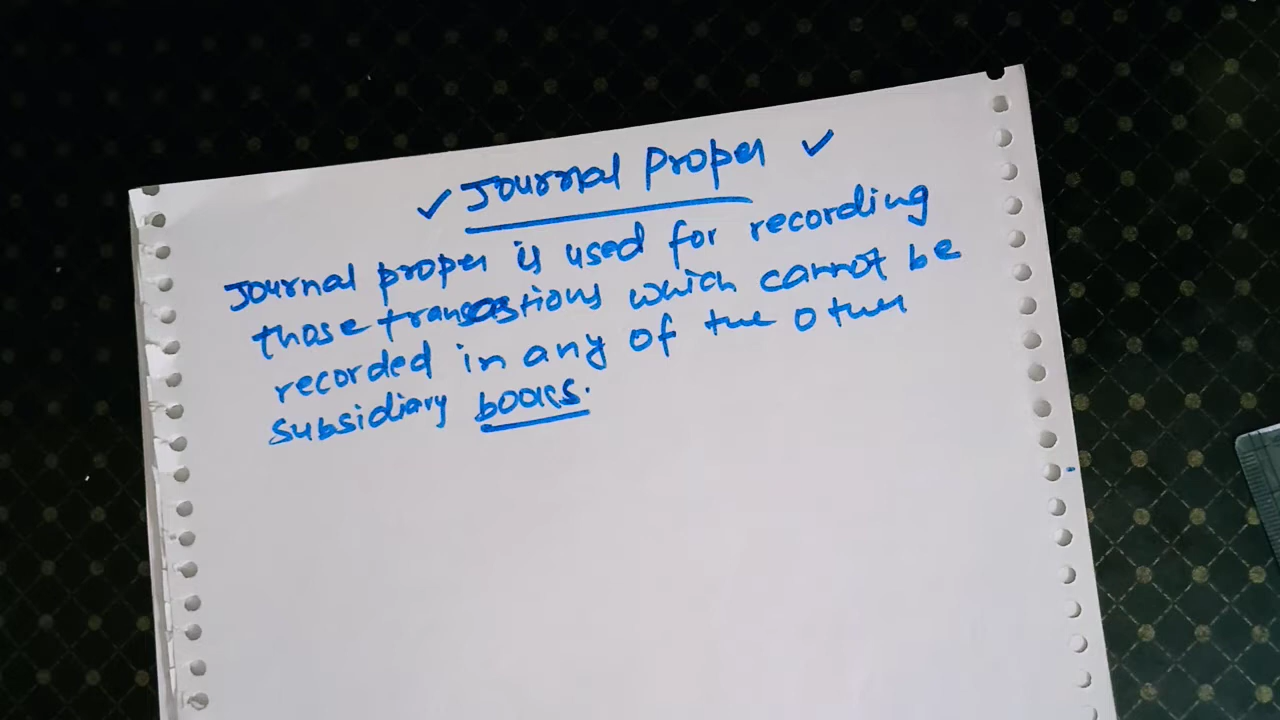 ✓ Journal Proper ✓
Journal proper is used for recording
those transactions which cannot be
recorded in any of the other
subsidiary books.